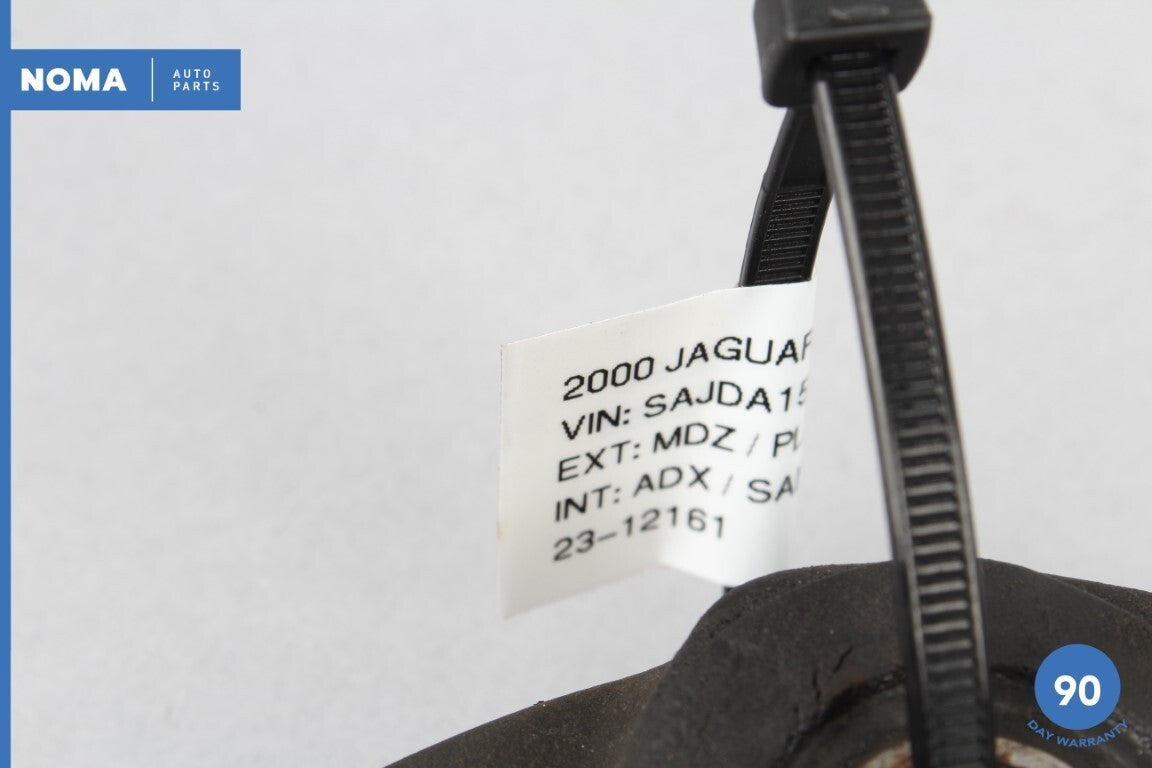 NOMA
AUTO
PARTS
2000 JAGUAR
VIN: SAJDA15
EXT: MDZ / PL
INT: ADX / SA
23-12161
90
DAY WARRANTY